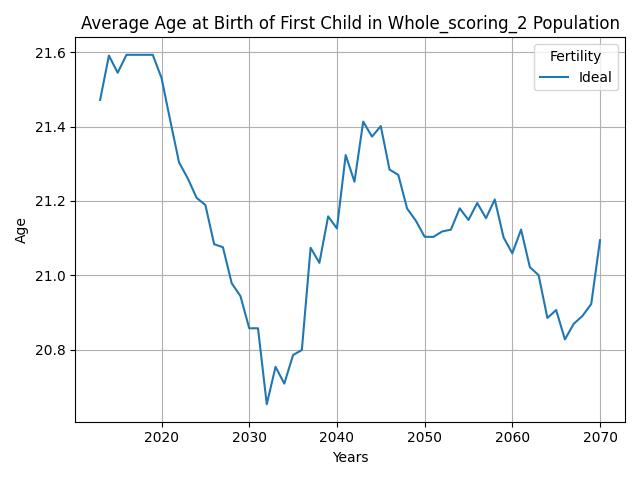 Average Age at Birth of First Child in Whole_scoring_2 Population
Fertility
Ideal
Age
21.6
21.4
21.2
21.0
20.8
2020 2030 2040 2050 2060 2070
Years